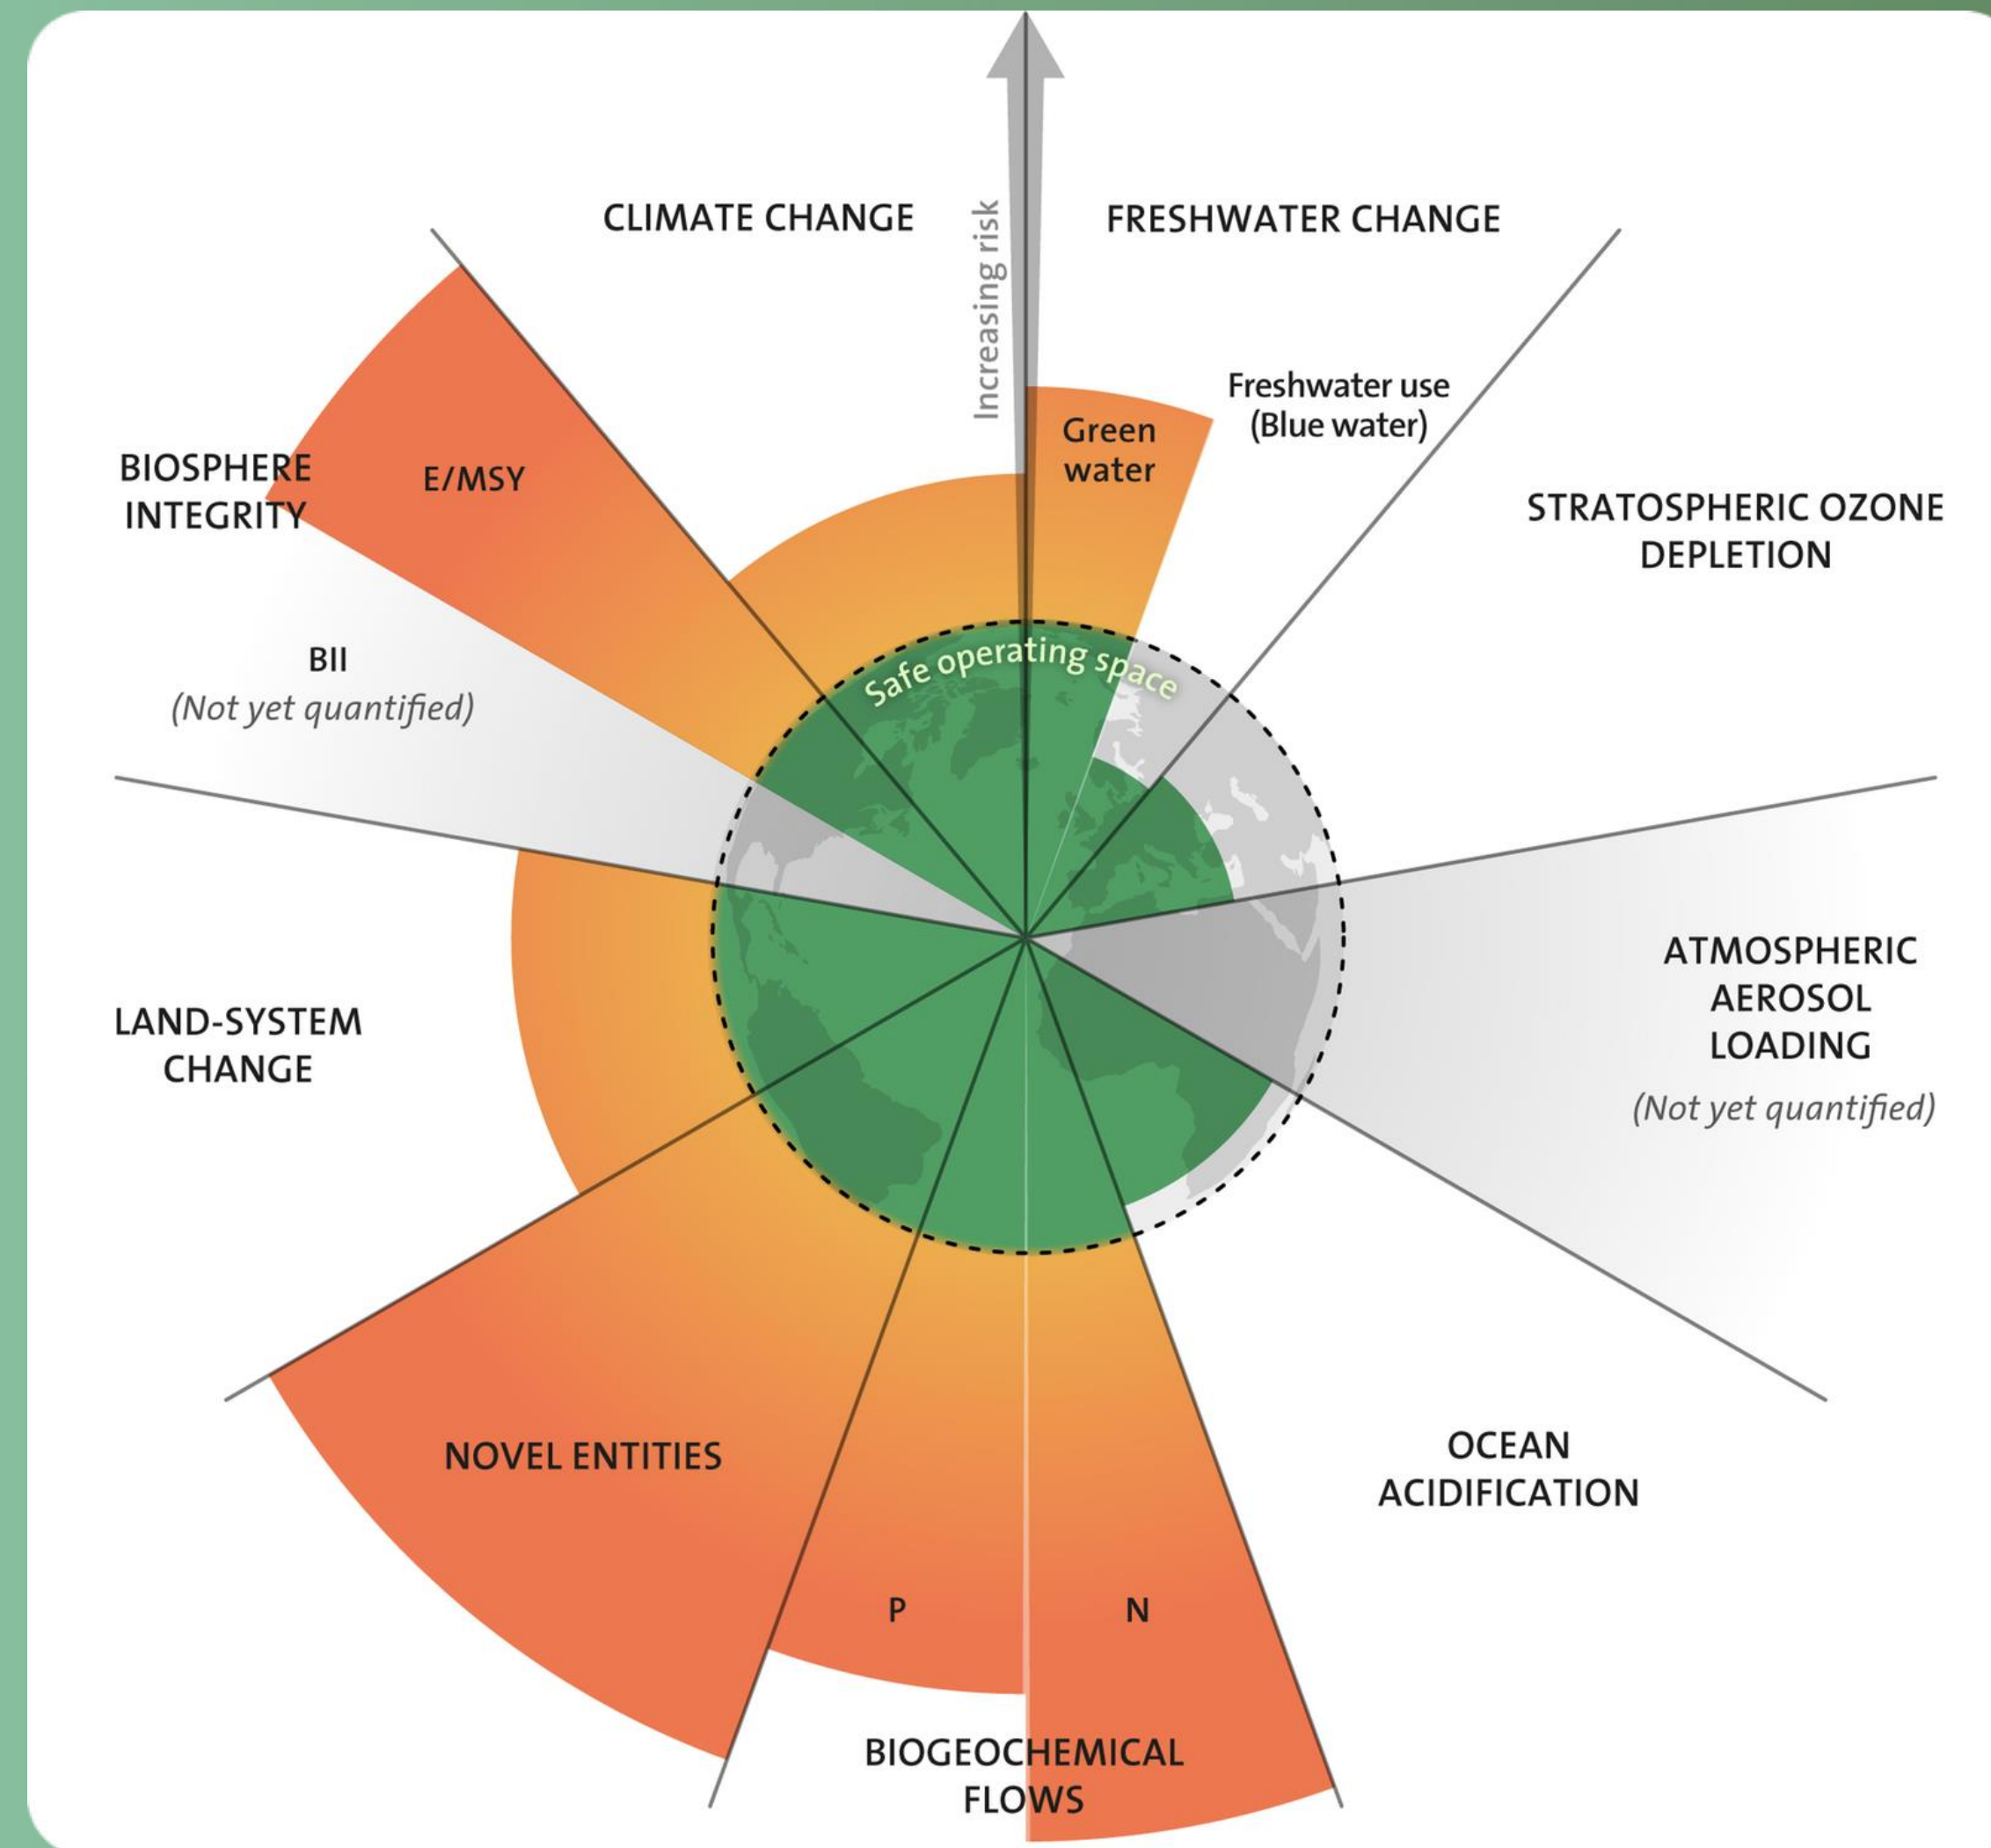 CLIMATE CHANGE
Increasing risk
FRESHWATER CHANGE
Green
water
Freshwater use
(Blue water)
STRATOSPHERIC OZONE
DEPLETION
BIOSPHERE
INTEGRITY
E/MSY
BII
(Not yet quantified)
Safe operating space
ATMOSPHERIC
AEROSOL
LOADING
(Not yet quantified)
LAND-SYSTEM
CHANGE
NOVEL ENTITIES
OCEAN
ACIDIFICATION
P
N
BIOGEOCHEMICAL
FLOWS